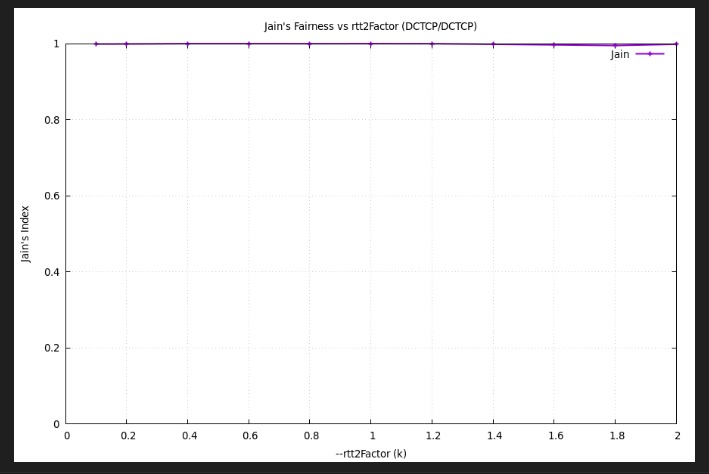 Jain's Fairness vs rtt2Factor (DCTCP/DCTCP)
1
Jain
0.8
0.6
Jain's Index
0.4
0.2
0
0 0.2 0.4 0.6 0.8 1 1.2 1.4 1.6 1.8 2
--rtt2Factor (k)